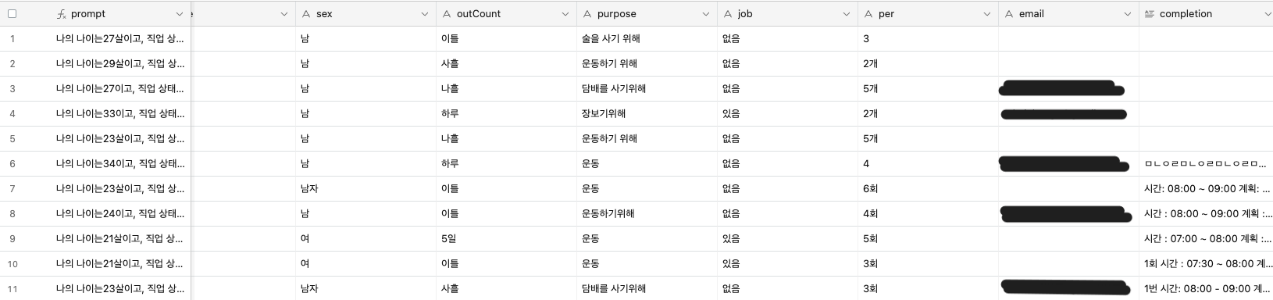 prompt e sex outCount purpose job per email completion
1 나의 나이는27살이고, 직업 상... 남 이틀 술을 사기 위해 없음 3
2 나의 나이는29살이고, 직업 상... 남 사흘 운동하기 위해 없음 2개
3 나의 나이는27이고, 직업 상태... 남 나흘 담배를 사기위해 없음 5개
4 나의 나이는33이고, 직업 상태... 남 하루 장보기위해 있음 2개
5 나의 나이는23살이고, 직업 상... 남 나흘 운동하기 위해 없음 5개
6 나의 나이는34이고, 직업 상태... 남 하루 운동 없음 4 ㅁㄴㅇㄹㅁㄴㅇㄹㅁㄴㅇㄹㅁ...
7 나의 나이는23살이고, 직업 상... 남자 이틀 운동 없음 6회 시간: 08:00 ~ 09:00 계획: ...
8 나의 나이는24이고, 직업 상태... 남 이틀 운동하기위해 없음 4회 시간 : 08:00 ~ 09:00 계획 :...
9 나의 나이는21살이고, 직업 상... 여 5일 운동 있음 5회 시간 : 07:00 ~ 08:00 계획 :...
10 나의 나이는21살이고, 직업 상... 여 이틀 운동 있음 3회 1회 시간 : 07:30 ~ 08:00 계...
11 나의 나이는23살이고, 직업 상... 남자 사흘 담배를 사기위해 없음 3회 1번 시간: 08:00 - 09:00 계획...